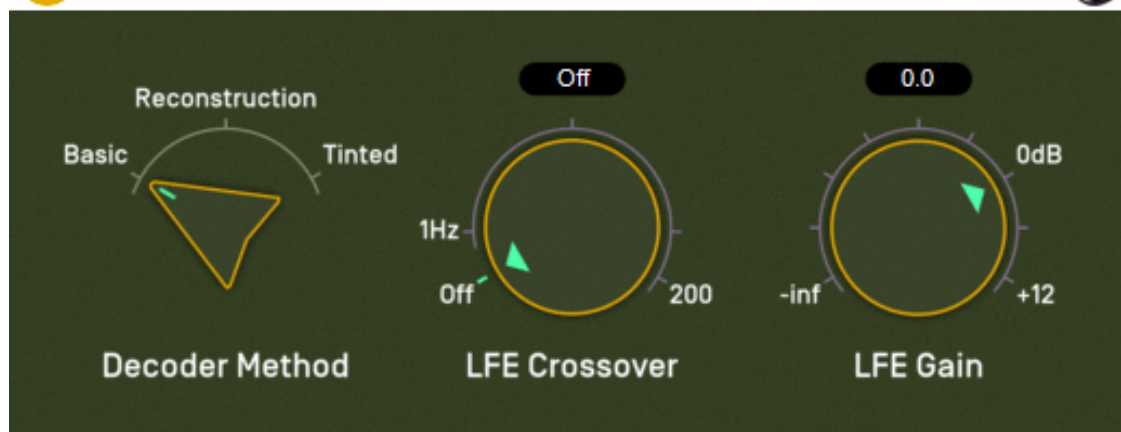 Off
0.0
Reconstruction
Basic
Tinted
0dB
1Hz
Off
200
-inf
+12
Decoder Method
LFE Crossover
LFE Gain